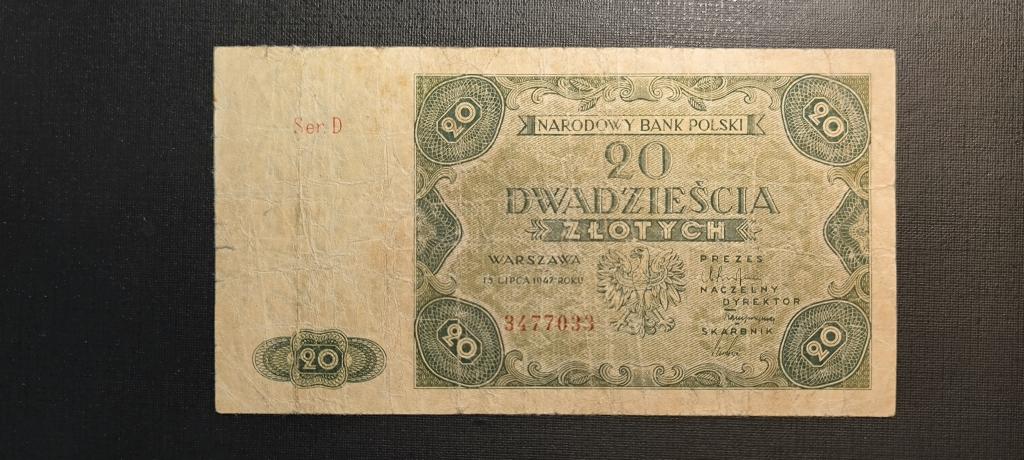 Ser. D
20
20
NARODOWY BANK POLSKI
20
DWADZIEŚCIA
ZŁOTYCH
WARSZAWA
15 LIPCA 1947 ROKU
PREZES
NACZELNY
DYREKTOR
SKARBNIK
3477033
20
20
20